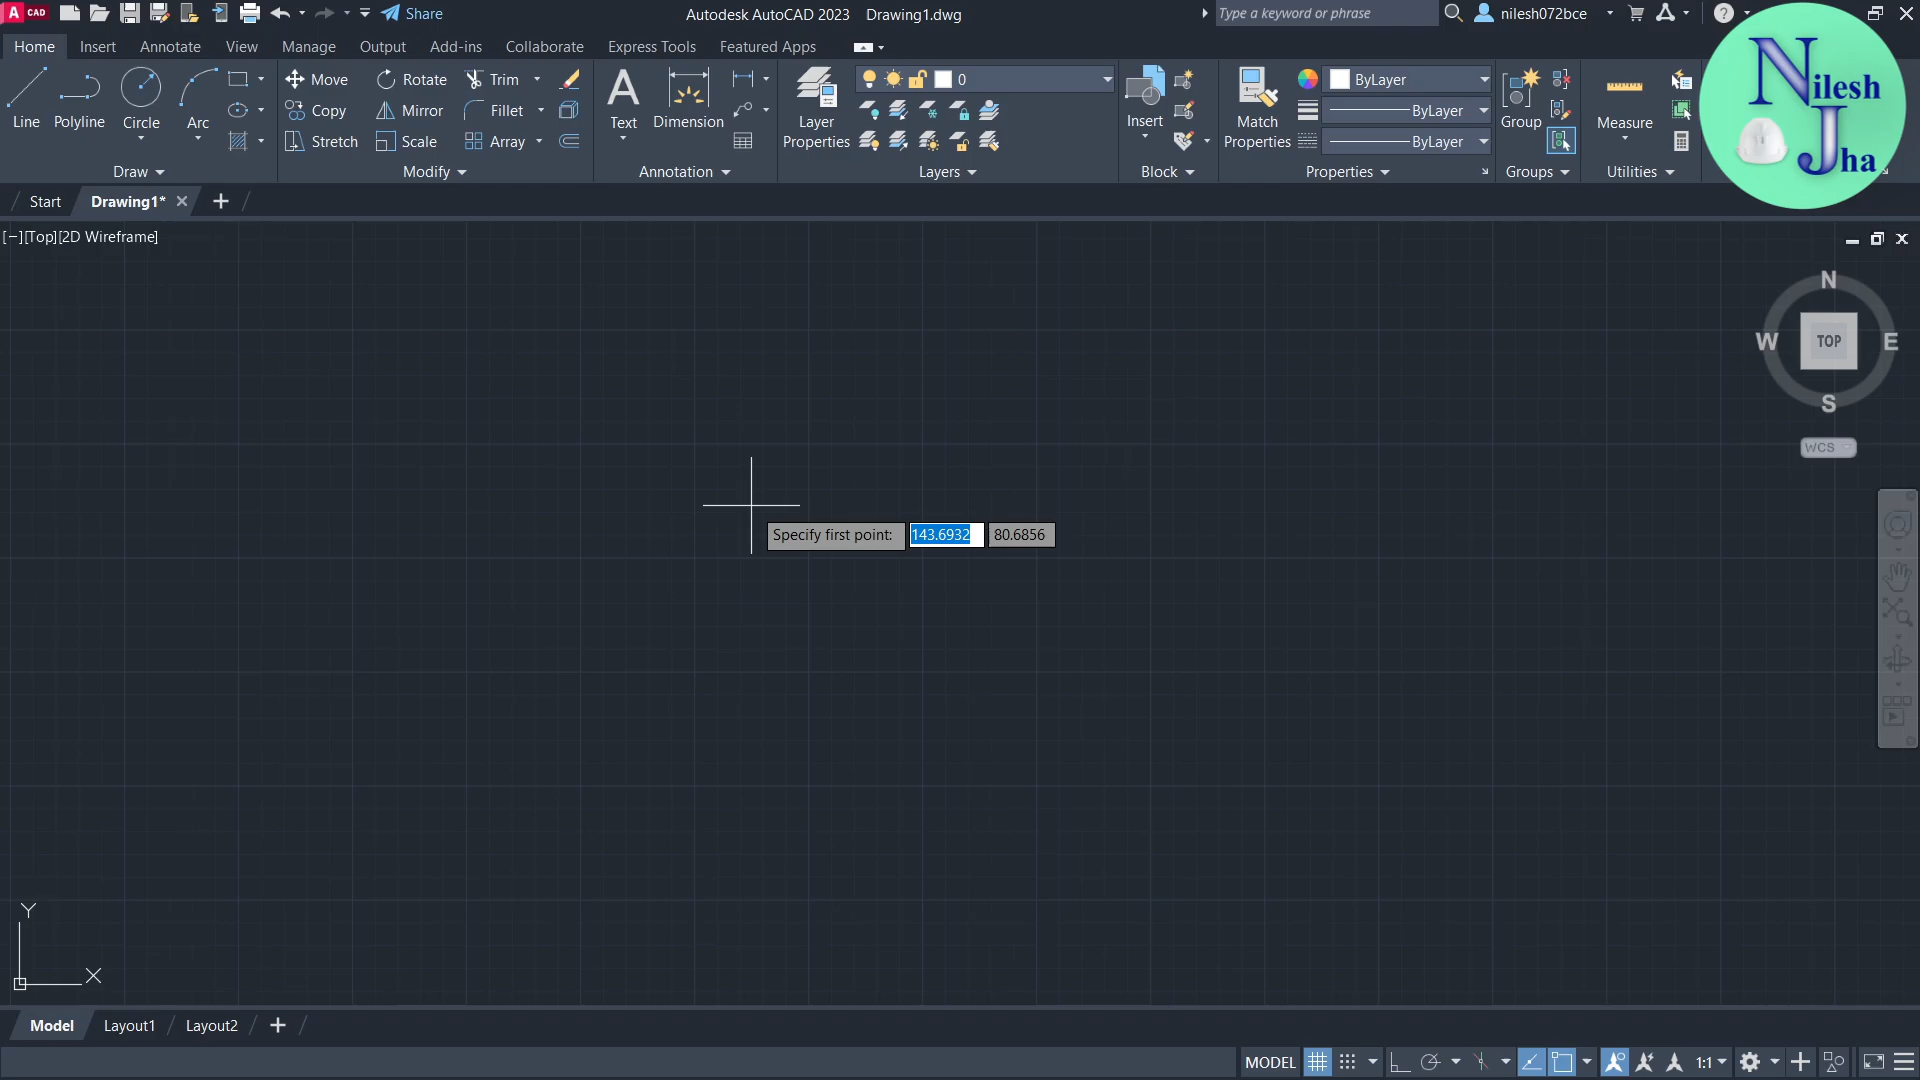 A CAD
Share
Autodesk AutoCAD 2023 Drawing1.dwg
Type a keyword or phrase
nilesh072bce
?
Home Insert Annotate View Manage Output Add-ins Collaborate Express Tools Featured Apps
Line Polyline Circle Arc
Move Rotate Trim
Copy Mirror Fillet
Stretch Scale Array
A
Text Dimension
Layer
Properties
0
Insert
Match
Properties
ByLayer
ByLayer
ByLayer
Group
Measure
Nilesh
Jha
Draw Modify Annotation Layers Block Properties Groups Utilities
Start Drawing1* +
[−][Top][2D Wireframe]
N
W TOP E
S
WCS
Specify first point: 143.6932 80.6856
Y
X
Model Layout1 Layout2 +
MODEL 1:1